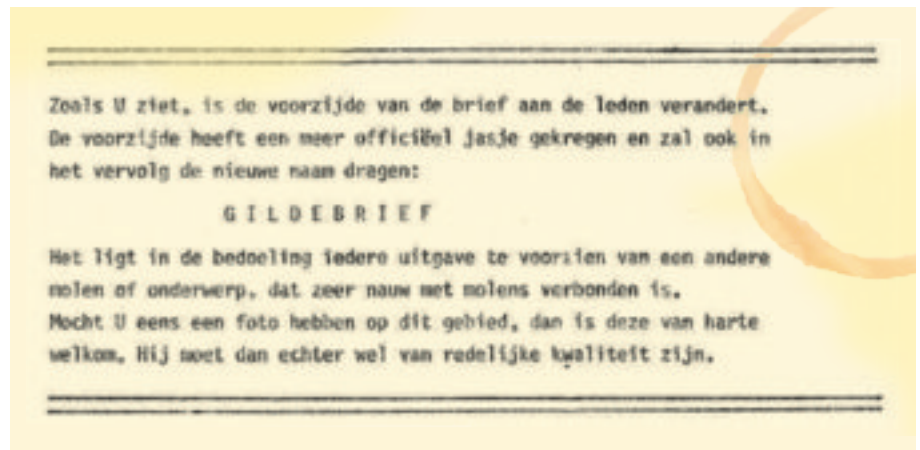 Zoals U ziet, is de voorzijde van de brief aan de leden verandert.
De voorzijde heeft een meer officiëel jasje gekregen en zal ook in
het vervolg de nieuwe naam dragen:
G I L D E B R I E F
Het ligt in de bedoeling iedere uitgave te voorzien van een andere
molen of onderwerp, dat zeer nauw met molens verbonden is.
Mocht U eens een foto hebben op dit gebied, dan is deze van harte
welkom. Hij moet dan echter wel van redelijke kwaliteit zijn.